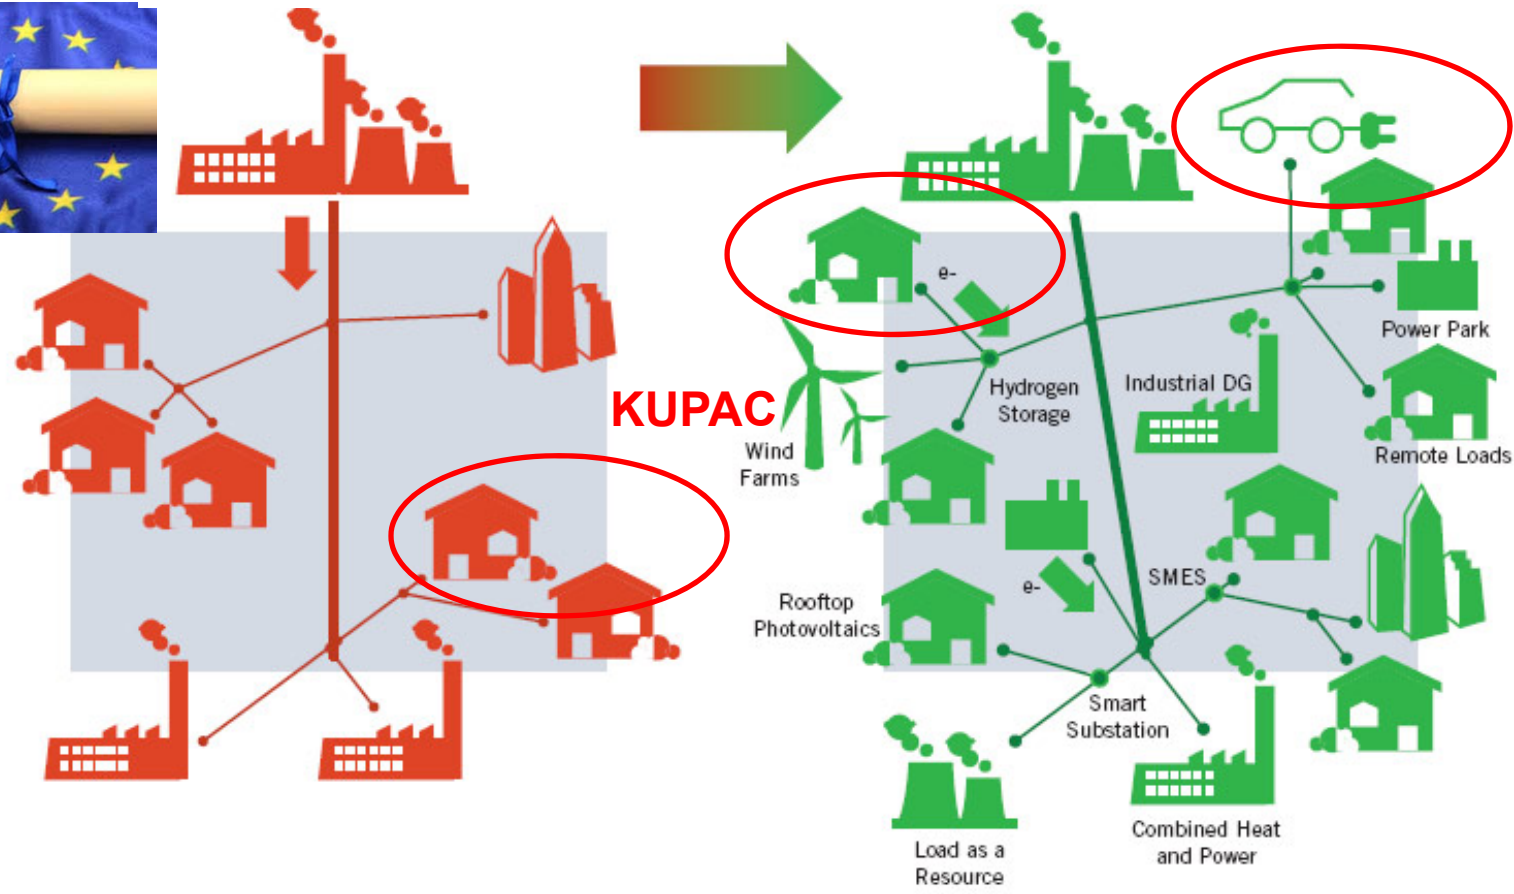 e-
Power Park
Hydrogen
Storage
Industrial DG
KUPAC
Wind
Farms
Remote Loads
e-
SMES
Rooftop
Photovoltaics
Smart
Substation
Load as a
Resource
Combined Heat
and Power